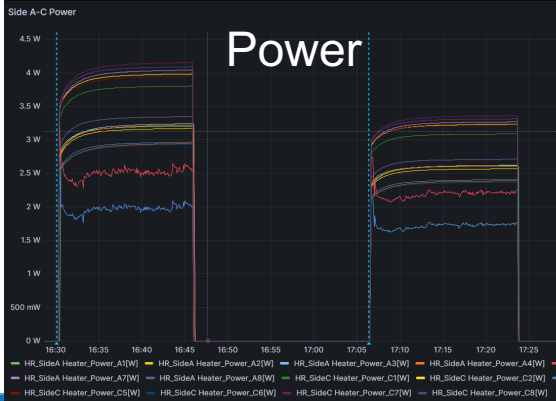 Side A-C Power
Power
4.5 W
4 W
3.5 W
3 W
2.5 W
2 W
1.5 W
1 W
500 mW
0 W
16:30 16:35 16:40 16:45 16:50 16:55 17:00 17:05 17:10 17:15 17:20 17:25
HR_SideA Heater_Power_A1[W] HR_SideA Heater_Power_A2[W] HR_SideA Heater_Power_A3[W] HR_SideA Heater_Power_A4[W]
HR_SideA Heater_Power_A7[W] HR_SideA Heater_Power_A8[W] HR_SideC Heater_Power_C1[W] HR_SideC Heater_Power_C2[W]
HR_SideC Heater_Power_C5[W] HR_SideC Heater_Power_C6[W] HR_SideC Heater_Power_C7[W] HR_SideC Heater_Power_C8[W]